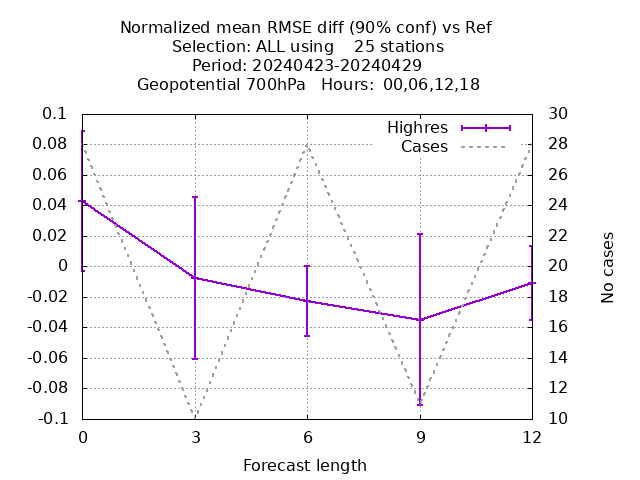 Normalized mean RMSE diff (90% conf) vs Ref
Selection: ALL using    25 stations
Period: 20240423-20240429
Geopotential 700hPa   Hours:  00,06,12,18
Highres
Cases
0.1
0.08
0.06
0.04
0.02
0
-0.02
-0.04
-0.06
-0.08
-0.1
30
28
26
24
22
20
18
16
14
12
10
No cases
0 3 6 9 12
Forecast length